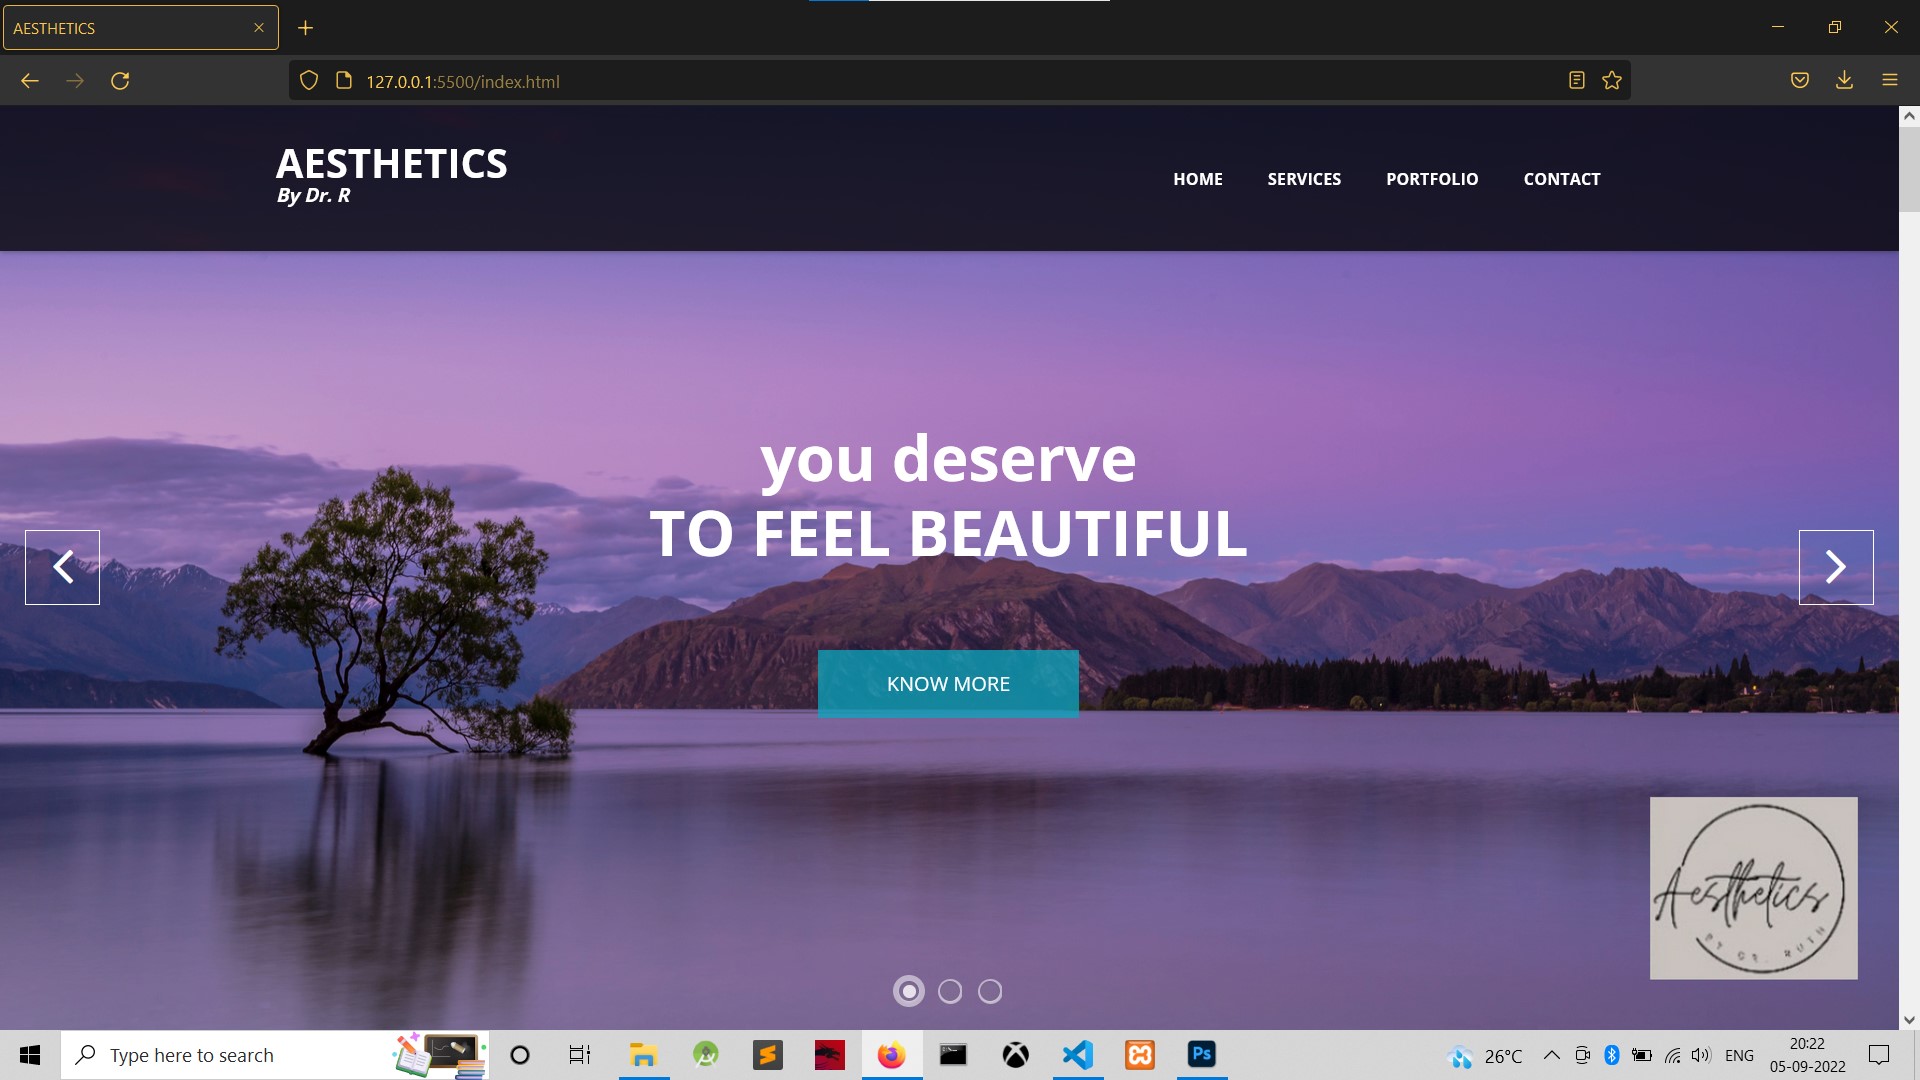 AESTHETICS
127.0.0.1:5500/index.html
AESTHETICS
By Dr. R
HOME
SERVICES
PORTFOLIO
CONTACT
you deserve
TO FEEL BEAUTIFUL
KNOW MORE
Aesthetics
BY DR. RUTH
Type here to search
Ps
26°C
ENG
20:22
05-09-2022